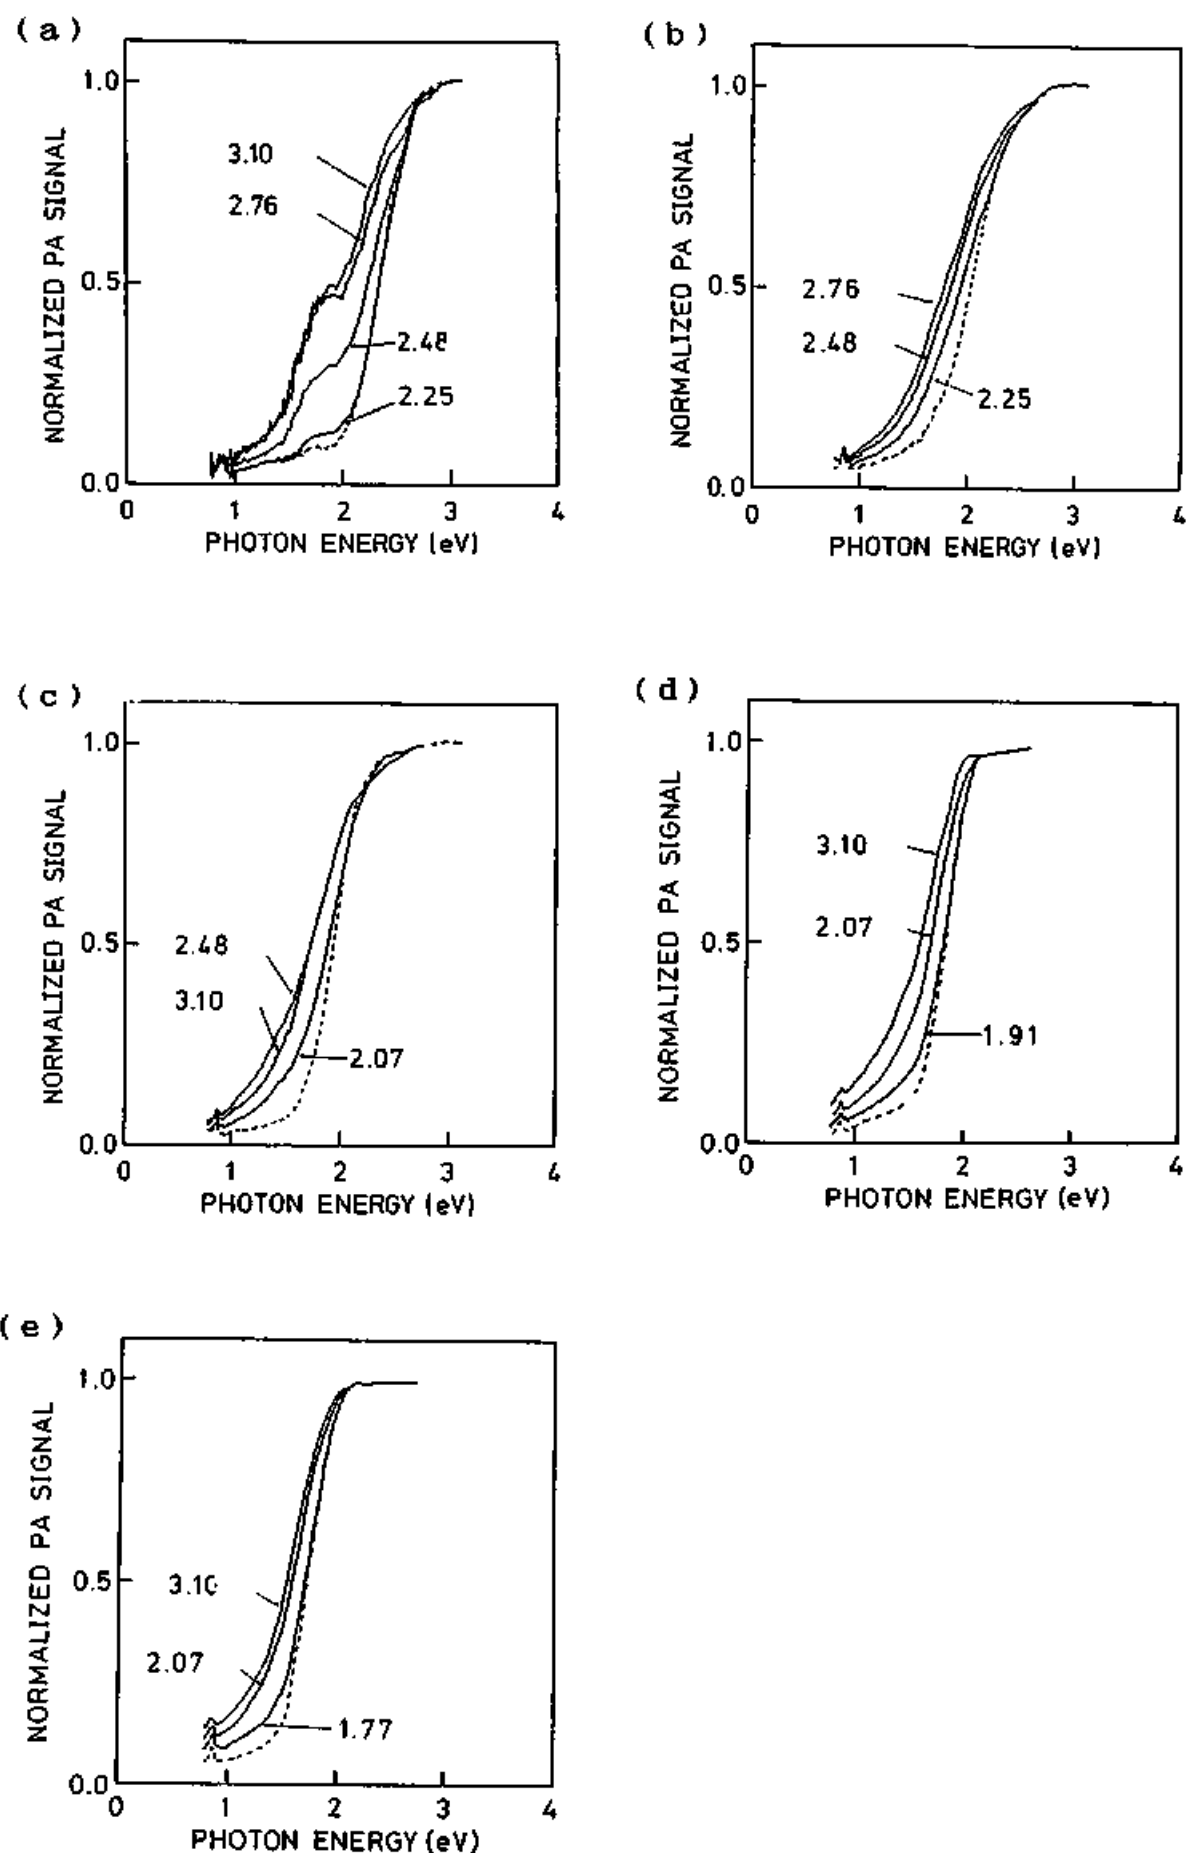 (a)
NORMALIZED PA SIGNAL
1.0
0.5
0.0
3.10
2.76
2.48
2.25
0 1 2 3 4
PHOTON ENERGY (eV)
(b)
NORMALIZED PA SIGNAL
1.0
0.5
0.0
2.76
2.48
2.25
0 1 2 3 4
PHOTON ENERGY (eV)
(c)
NORMALIZED PA SIGNAL
1.0
0.5
0.0
2.48
3.10
2.07
0 1 2 3 4
PHOTON ENERGY (eV)
(d)
NORMALIZED PA SIGNAL
1.0
0.5
0.0
3.10
2.07
1.91
0 1 2 3 4
PHOTON ENERGY (eV)
(e)
NORMALIZED PA SIGNAL
1.0
0.5
0.0
3.10
2.07
1.77
0 1 2 3 4
PHOTON ENERGY (eV)